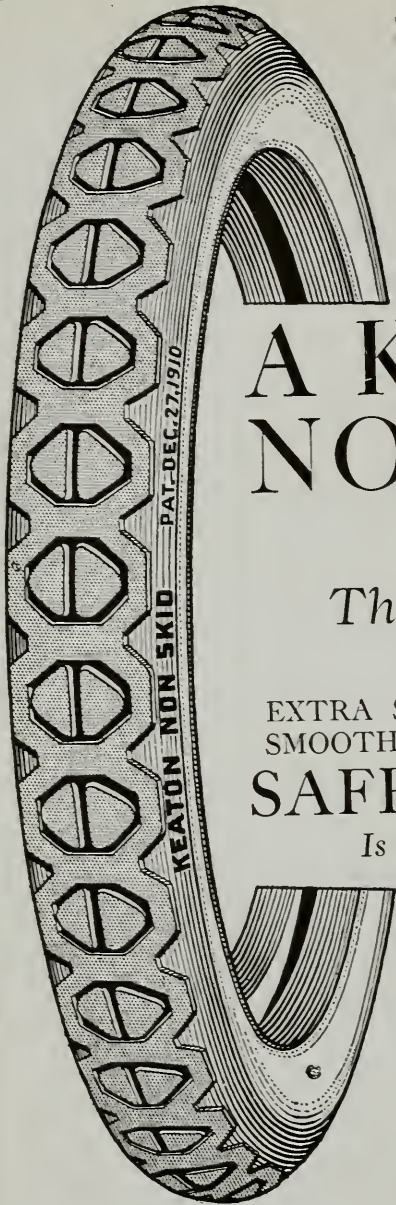 KEATON NON SKID PAT. DEC. 27, 1910
A K
NO
Th
EXTRA S
SMOOTH
SAFE
Is